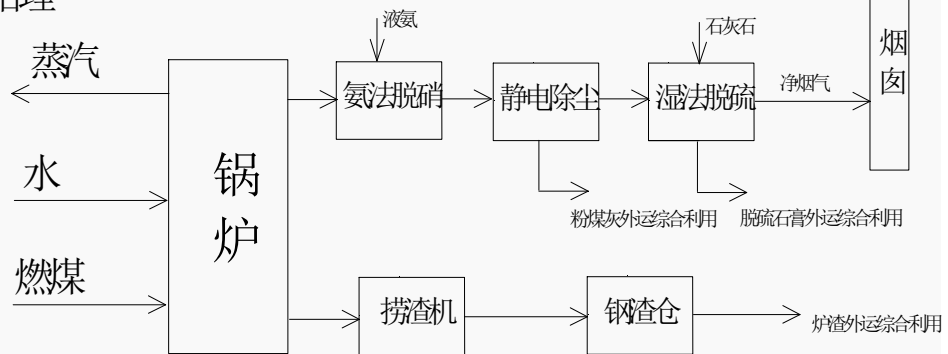 液氨
石灰石
烟囱
蒸汽
氨法脱硝
静电除尘
湿法脱硫
净烟气
水
锅炉
粉煤灰外运综合利用
脱硫石膏外运综合利用
燃煤
捞渣机
钢渣仓
炉渣外运综合利用